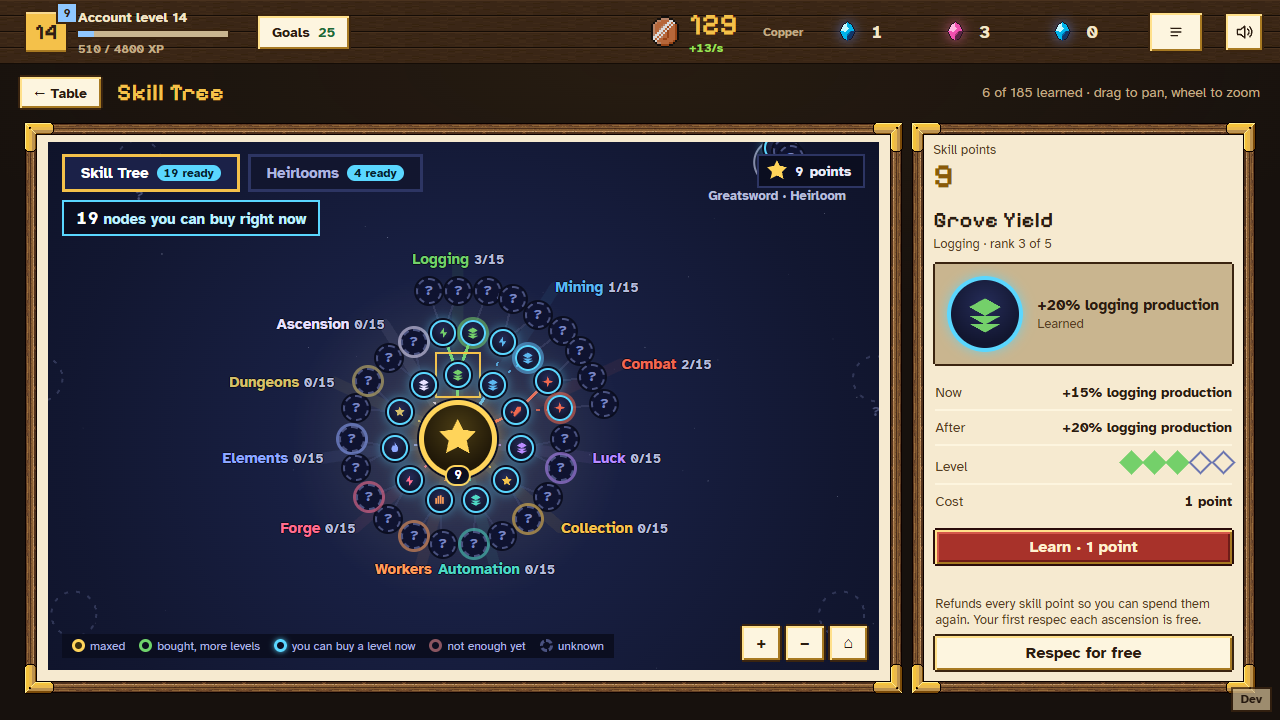 14
9
Account level 14
510 / 4800 XP
Goals 25
189
+13/s
Copper
1
3
0
← Table
Skill Tree
6 of 185 learned · drag to pan, wheel to zoom
Skill Tree 19 ready
Heirlooms 4 ready
9 points
Greatsword · Heirloom
19 nodes you can buy right now
Logging 3/15
Mining 1/15
Ascension 0/15
Combat 2/15
Dungeons 0/15
Elements 0/15
Luck 0/15
9
Forge 0/15
Collection 0/15
Workers
Automation 0/15
maxed
bought, more levels
you can buy a level now
not enough yet
unknown
+
−
⌂
Skill points
9
Grove Yield
Logging · rank 3 of 5
+20% logging production
Learned
Now +15% logging production
After +20% logging production
Level
Cost 1 point
Learn · 1 point
Refunds every skill point so you can spend them
again. Your first respec each ascension is free.
Respec for free
Dev